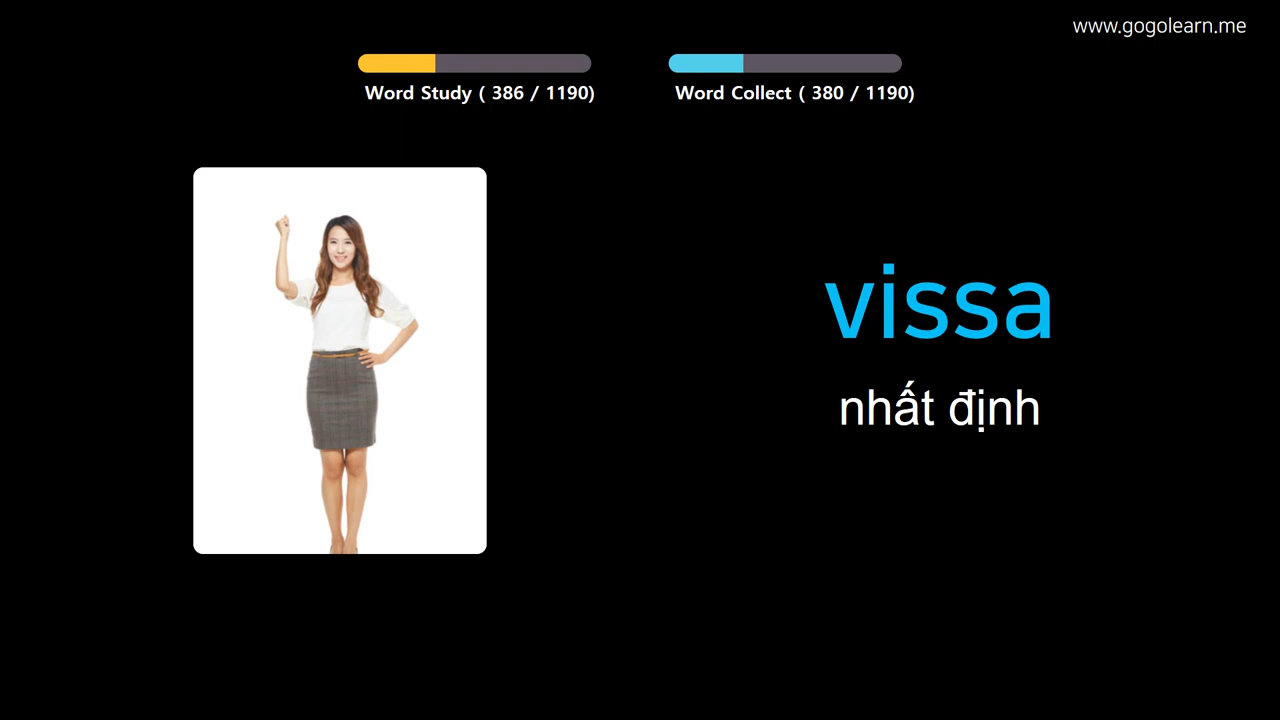 www.gogolearn.me
Word Study ( 386 / 1190)
Word Collect ( 380 / 1190)
vissa
nhất định